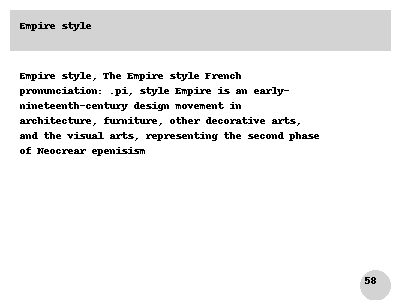 Empire style
Empire style, The Empire style French
pronunciation: .pi, style Empire is an early-
nineteenth-century design movement in
architecture, furniture, other decorative arts,
and the visual arts, representing the second phase
of Neocrear epenisism
58